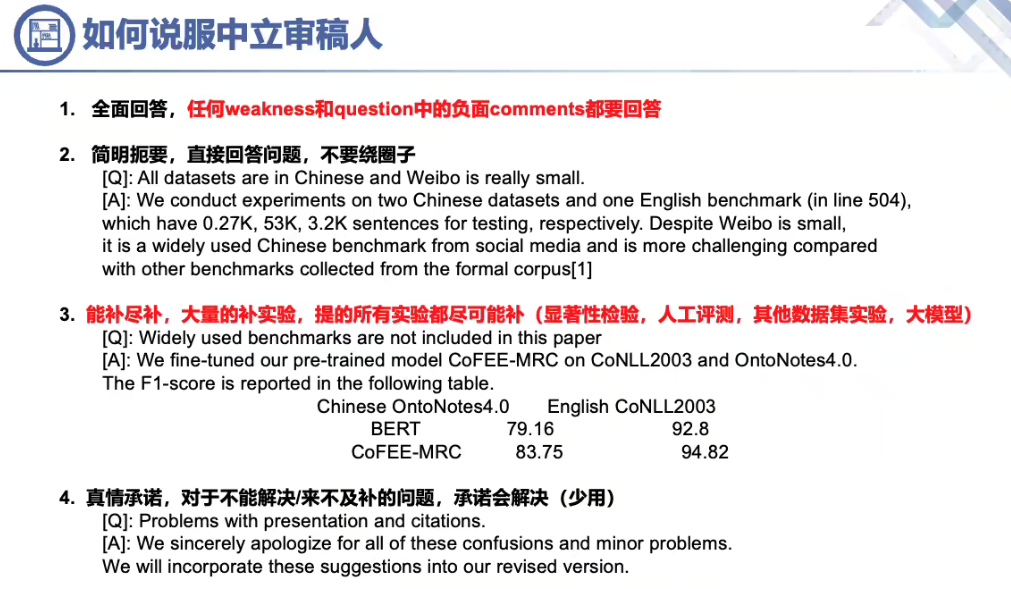 如何说服中立审稿人
1. 全面回答，任何weakness和question中的负面comments都要回答
2. 简明扼要，直接回答问题，不要绕圈子
[Q]: All datasets are in Chinese and Weibo is really small.
[A]: We conduct experiments on two Chinese datasets and one English benchmark (in line 504),
which have 0.27K, 53K, 3.2K sentences for testing, respectively. Despite Weibo is small,
it is a widely used Chinese benchmark from social media and is more challenging compared
with other benchmarks collected from the formal corpus[1]
3. 能补尽补，大量的补实验，提的所有实验都尽可能补（显著性检验，人工评测，其他数据集实验，大模型）
[Q]: Widely used benchmarks are not included in this paper
[A]: We fine-tuned our pre-trained model CoFEE-MRC on CoNLL2003 and OntoNotes4.0.
The F1-score is reported in the following table.
Chinese OntoNotes4.0 English CoNLL2003
BERT 79.16 92.8
CoFEE-MRC 83.75 94.82
4. 真情承诺，对于不能解决/来不及补的问题，承诺会解决（少用）
[Q]: Problems with presentation and citations.
[A]: We sincerely apologize for all of these confusions and minor problems.
We will incorporate these suggestions into our revised version.